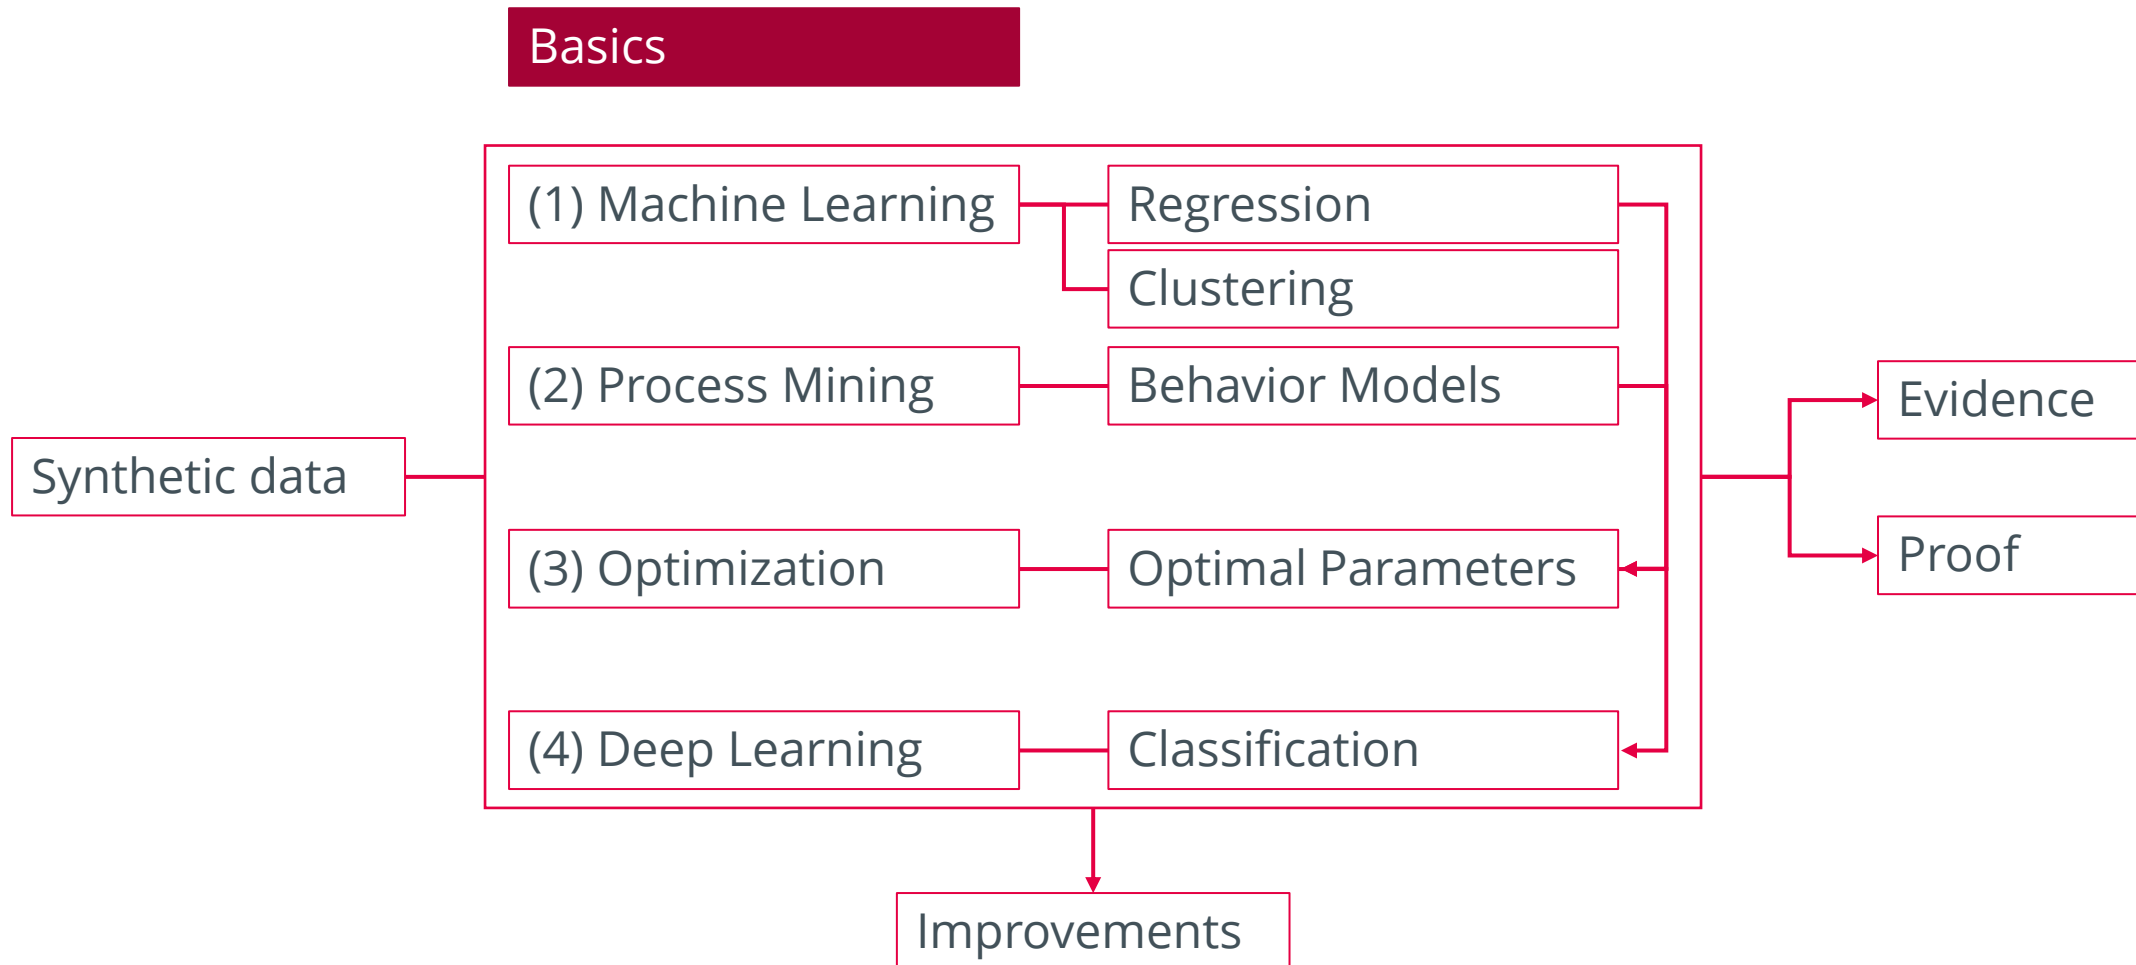 Basics
(1) Machine Learning
Regression
Clustering
(2) Process Mining
Behavior Models
Evidence
Synthetic data
(3) Optimization
Optimal Parameters
Proof
(4) Deep Learning
Classification
Improvements